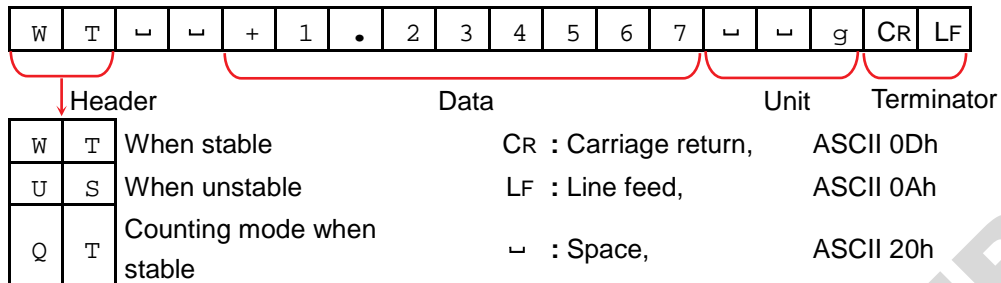 W T ⎵ ⎵ + 1 . 2 3 4 5 6 7 ⎵ ⎵ g CR LF
Header Data Unit Terminator
W T When stable CR : Carriage return, ASCII 0Dh
U S When unstable LF : Line feed, ASCII 0Ah
Q T Counting mode when stable ⎵ : Space, ASCII 20h